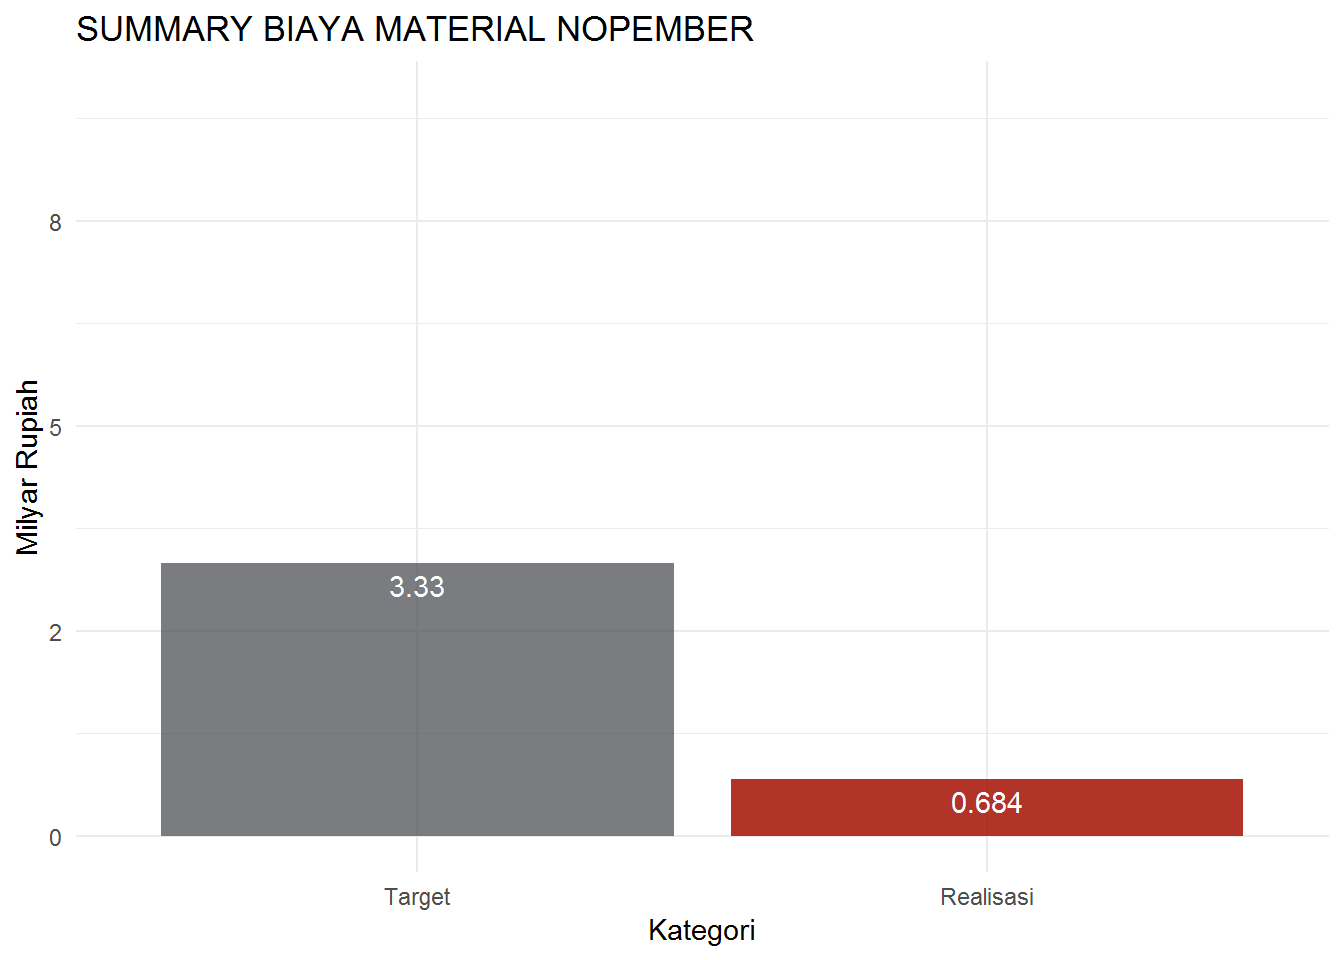 SUMMARY BIAYA MATERIAL NOPEMBER
Milyar Rupiah
8
5
2
0
3.33
0.684
Target
Realisasi
Kategori